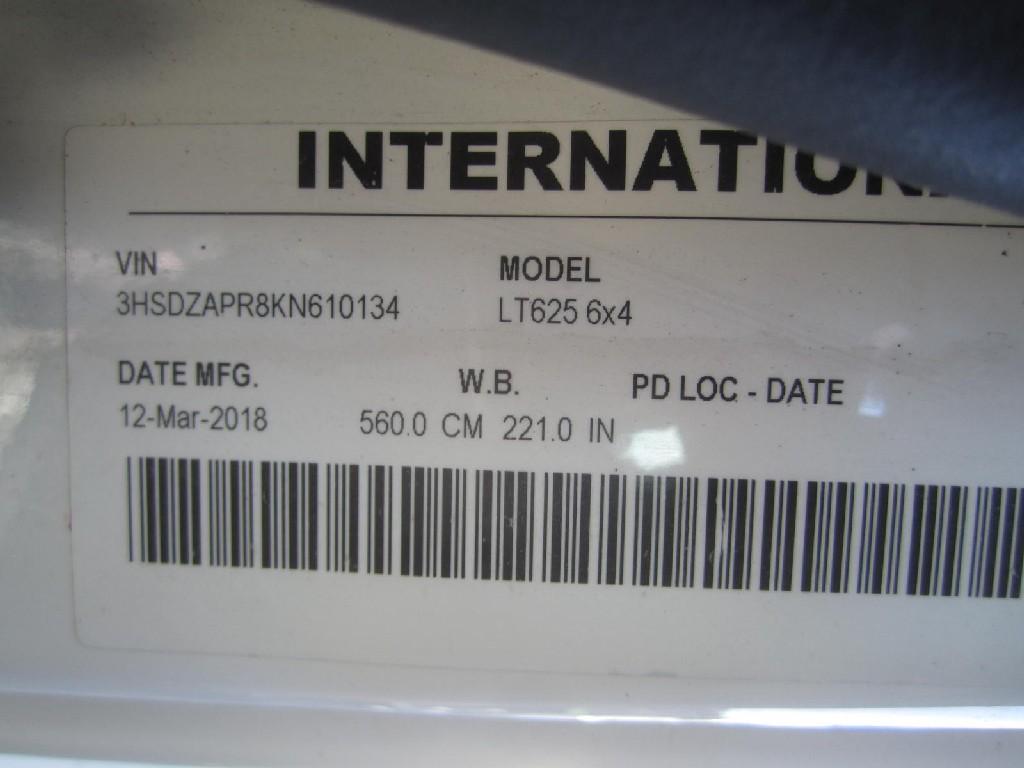 INTERNATION
VIN MODEL
3HSDZAPR8KN610134 LT625 6x4
DATE MFG. W.B. PD LOC - DATE
12-Mar-2018 560.0 CM 221.0 IN